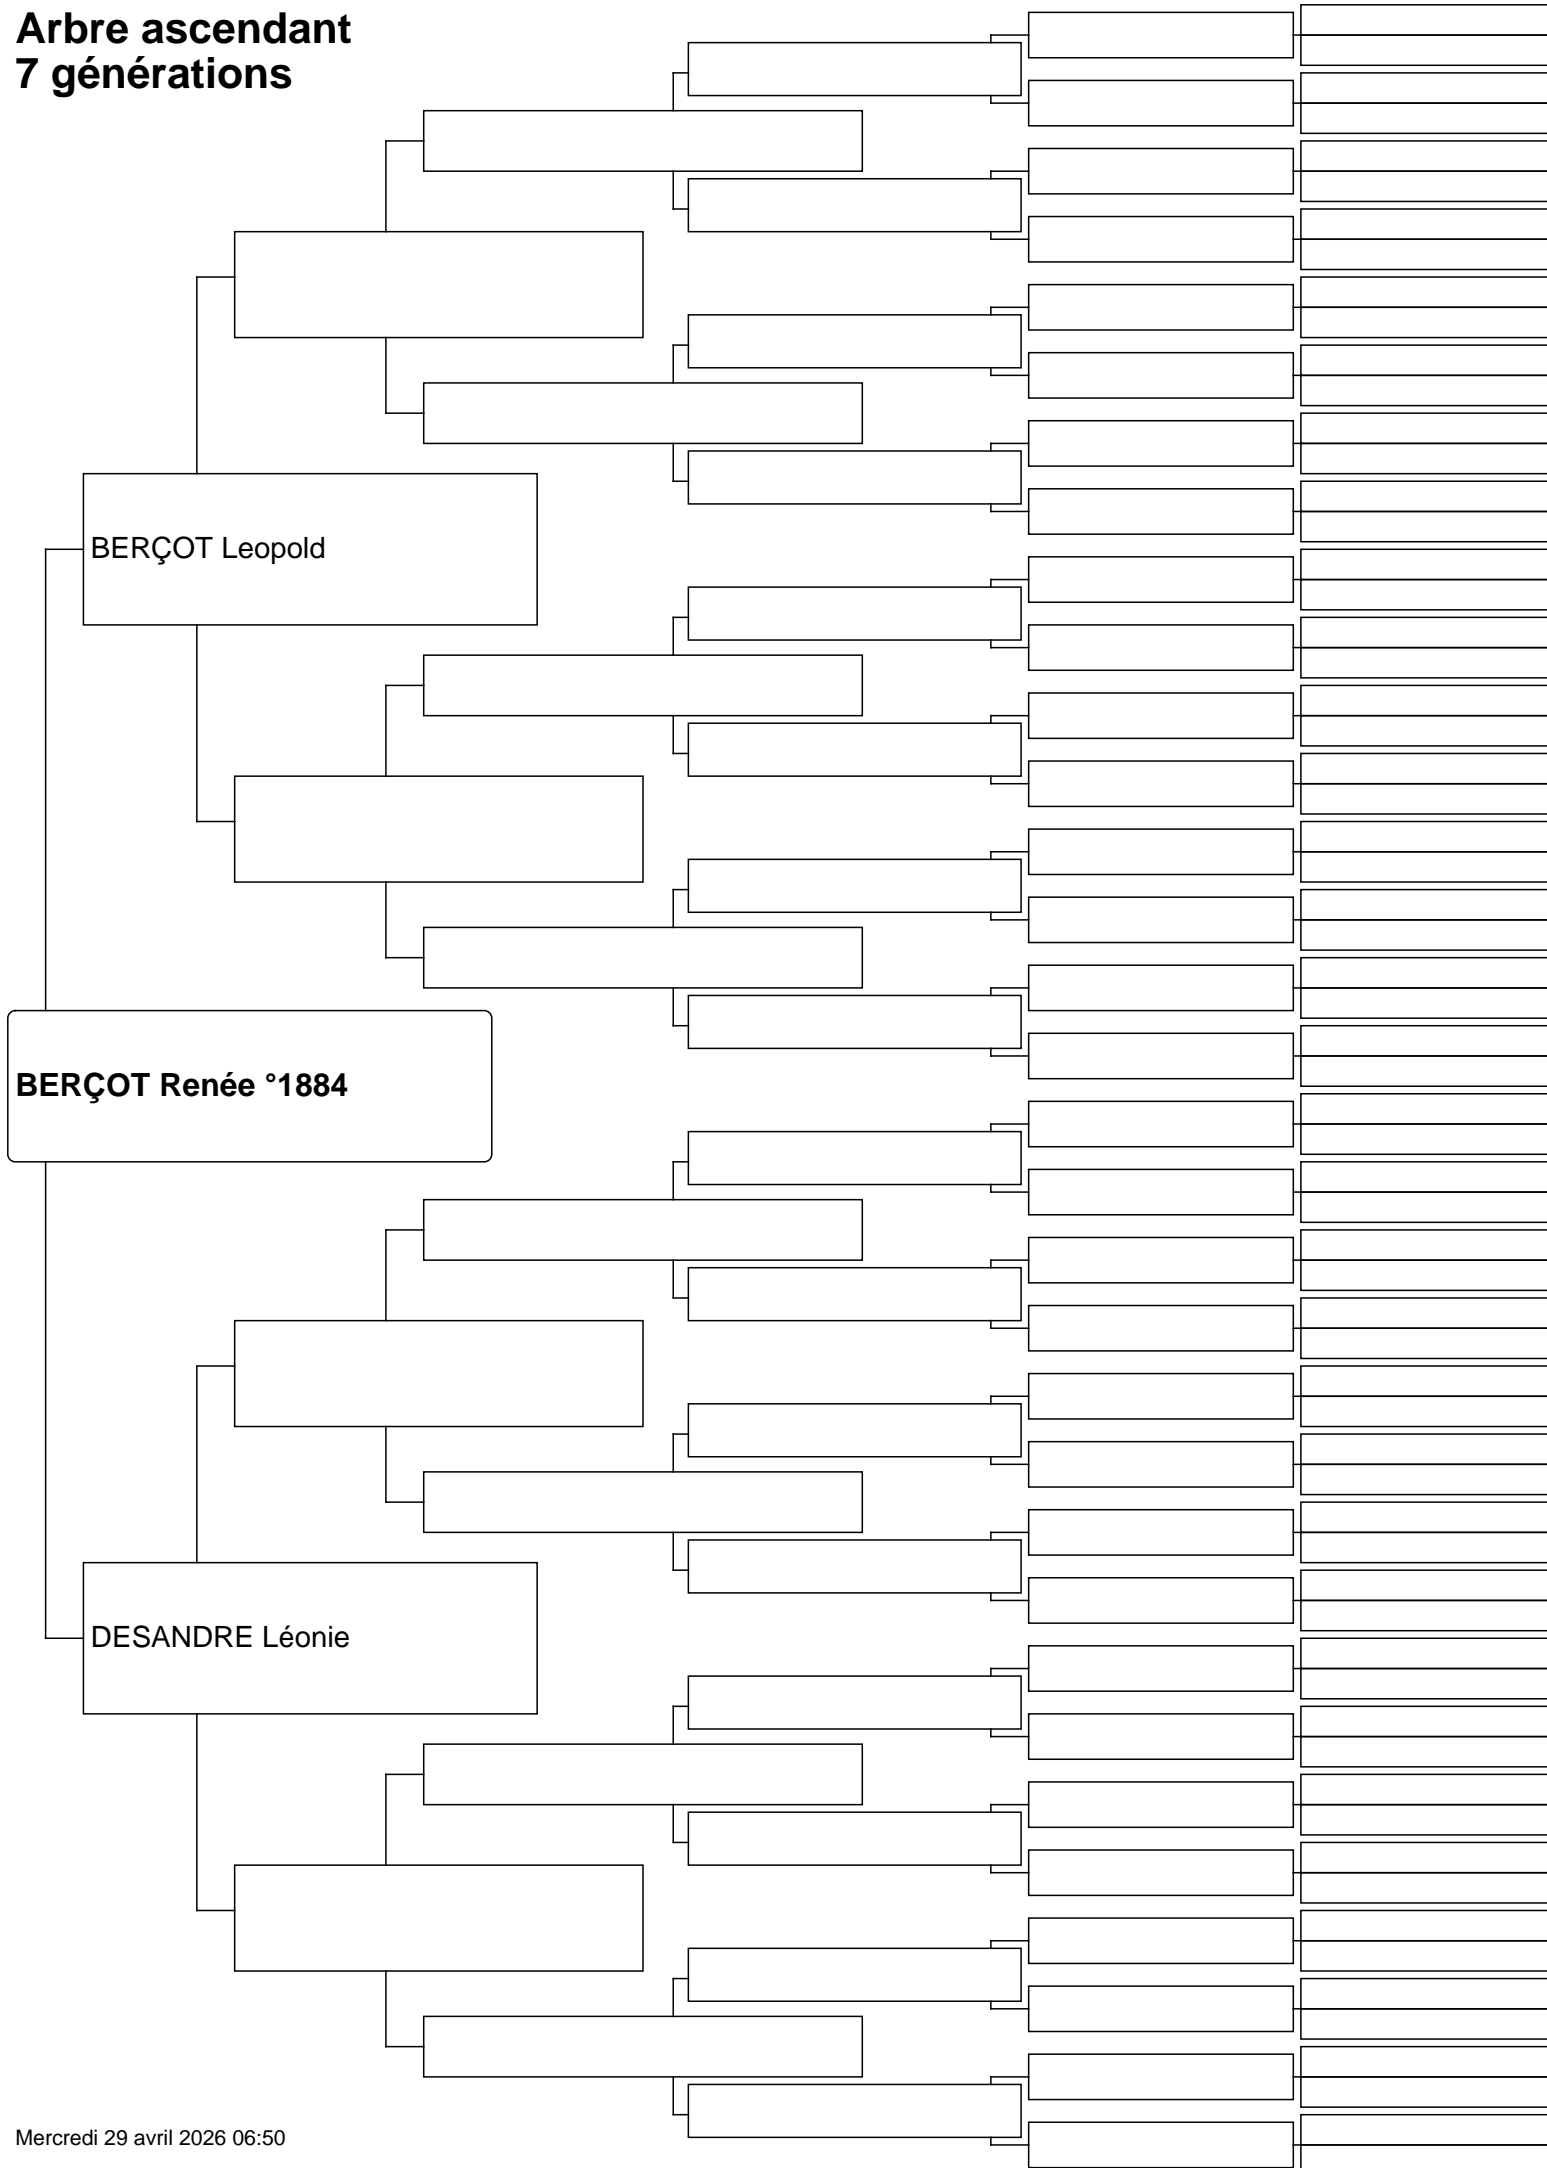 Arbre ascendant
7 générations
BERÇOT Leopold
BERÇOT Renée °1884
DESANDRE Léonie
Mercredi 29 avril 2026 06:50